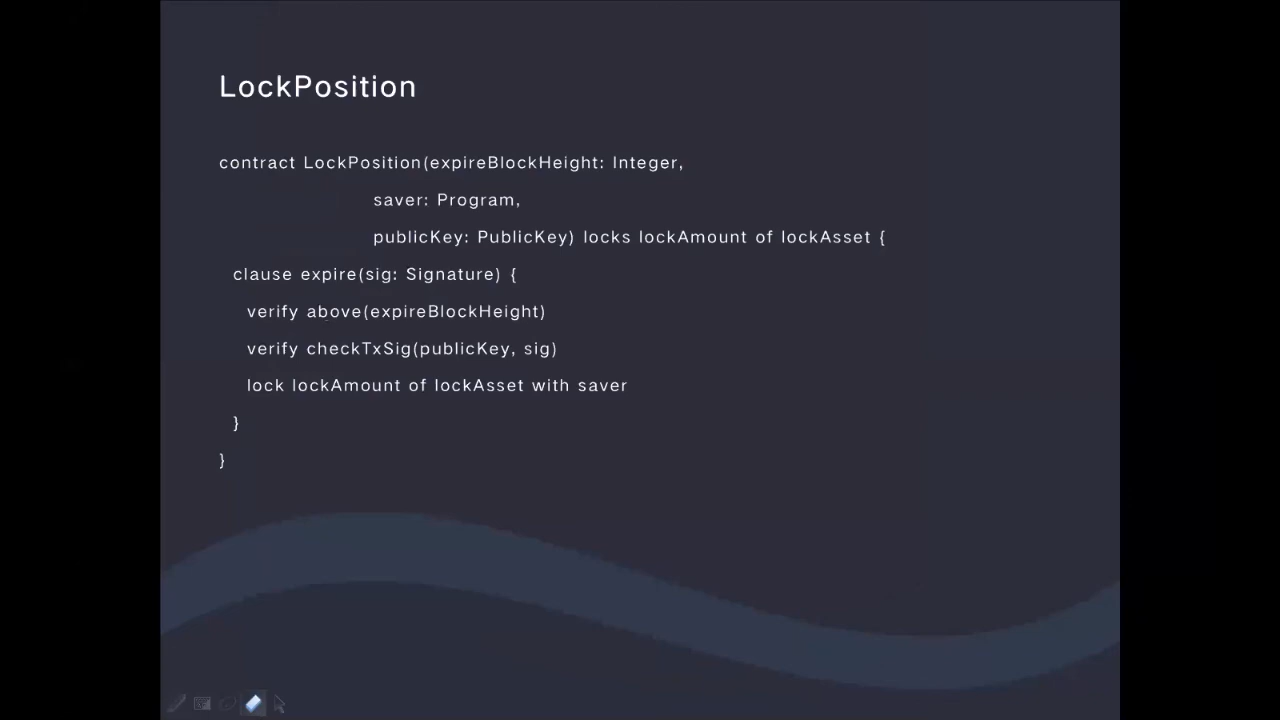 LockPosition
contract LockPosition(expireBlockHeight: Integer,
saver: Program,
publicKey: PublicKey) locks lockAmount of lockAsset {
clause expire(sig: Signature) {
verify above(expireBlockHeight)
verify checkTxSig(publicKey, sig)
lock lockAmount of lockAsset with saver
}
}